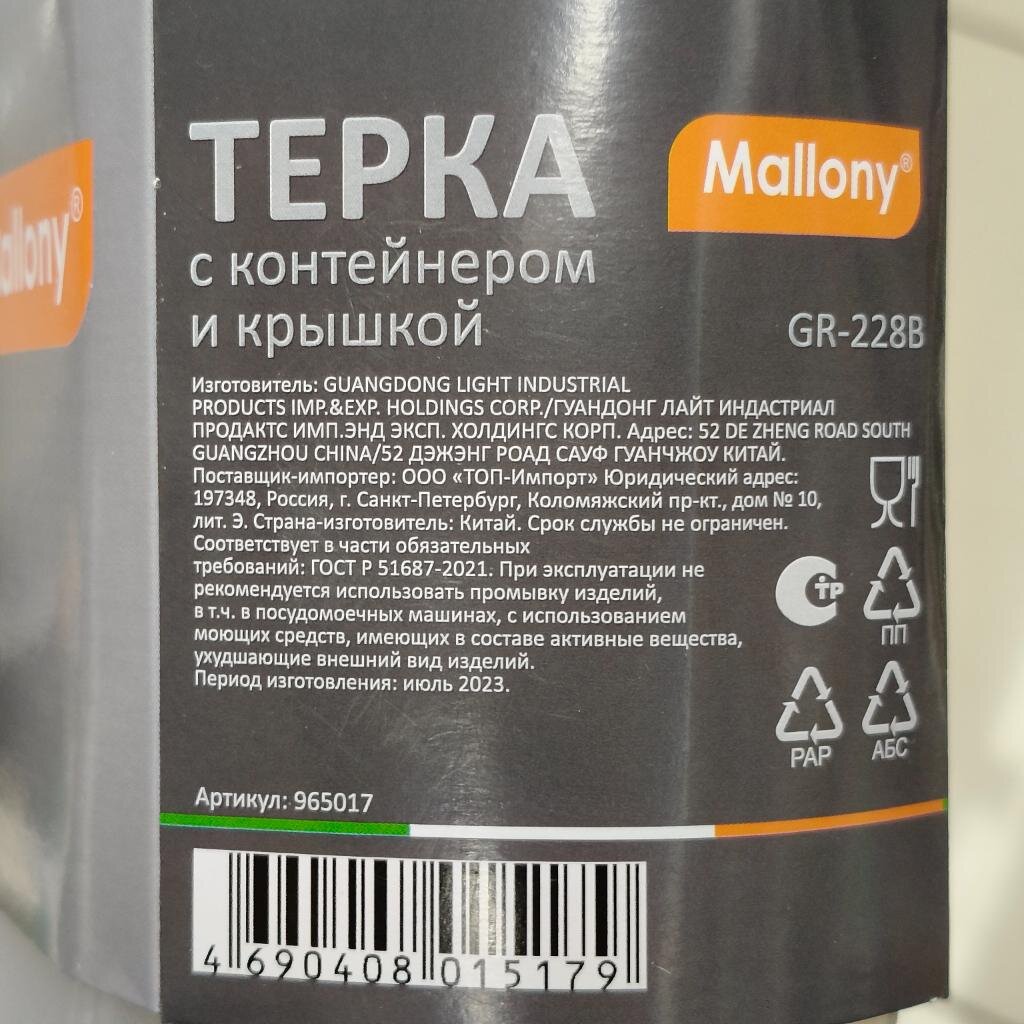 ТЕРКА
с контейнером
и крышкой
Mallony®
allony®
GR-228B
Изготовитель: GUANGDONG LIGHT INDUSTRIAL
PRODUCTS IMP.&EXP. HOLDINGS CORP./ГУАНДОНГ ЛАЙТ ИНДАСТРИАЛ
ПРОДАКТС ИМП.ЭНД ЭКСП. ХОЛДИНГС КОРП. Адрес: 52 DE ZHENG ROAD SOUTH
GUANGZHOU CHINA/52 ДЭЖЭНГ РОАД САУФ ГУАНЧЖОУ КИТАЙ.
Поставщик-импортер: ООО «ТОП-Импорт» Юридический адрес:
197348, Россия, г. Санкт-Петербург, Коломяжский пр-кт., дом № 10,
лит. Э. Страна-изготовитель: Китай. Срок службы не ограничен.
Соответствует в части обязательных
требований: ГОСТ Р 51687-2021. При эксплуатации не
рекомендуется использовать промывку изделий,
в т.ч. в посудомоечных машинах, с использованием
моющих средств, имеющих в составе активные вещества,
ухудшающие внешний вид изделий.
Период изготовления: июль 2023.
СТР
ПП
PAP
АБС
Артикул: 965017
4 690408 015179